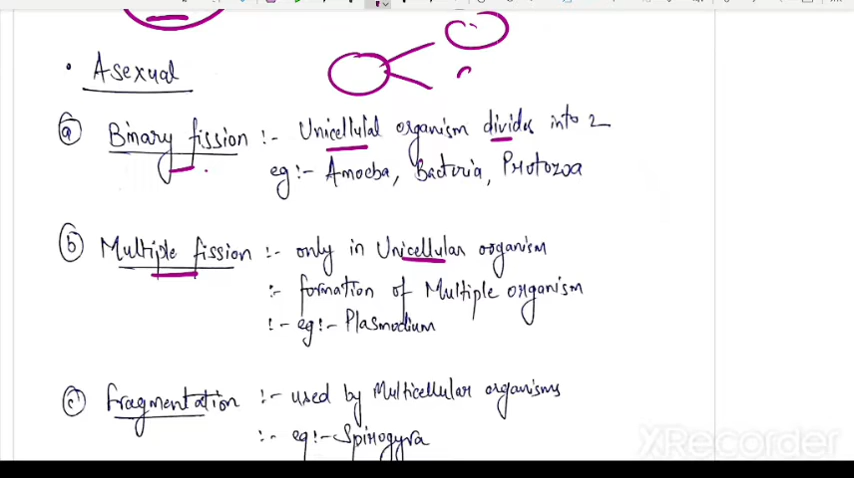 • Asexual
ⓐ Binary fission :- Unicellulal organism divides into 2
eg :- Amoeba, Bacteria, Protozoa
ⓑ Multiple fission :- only in Unicellular organism
:- formation of Multiple organism
:- eg :- Plasmodium
ⓒ fragmentation :- used by Multicellular organisms
:- eg :- Spirogyra
XRecorder